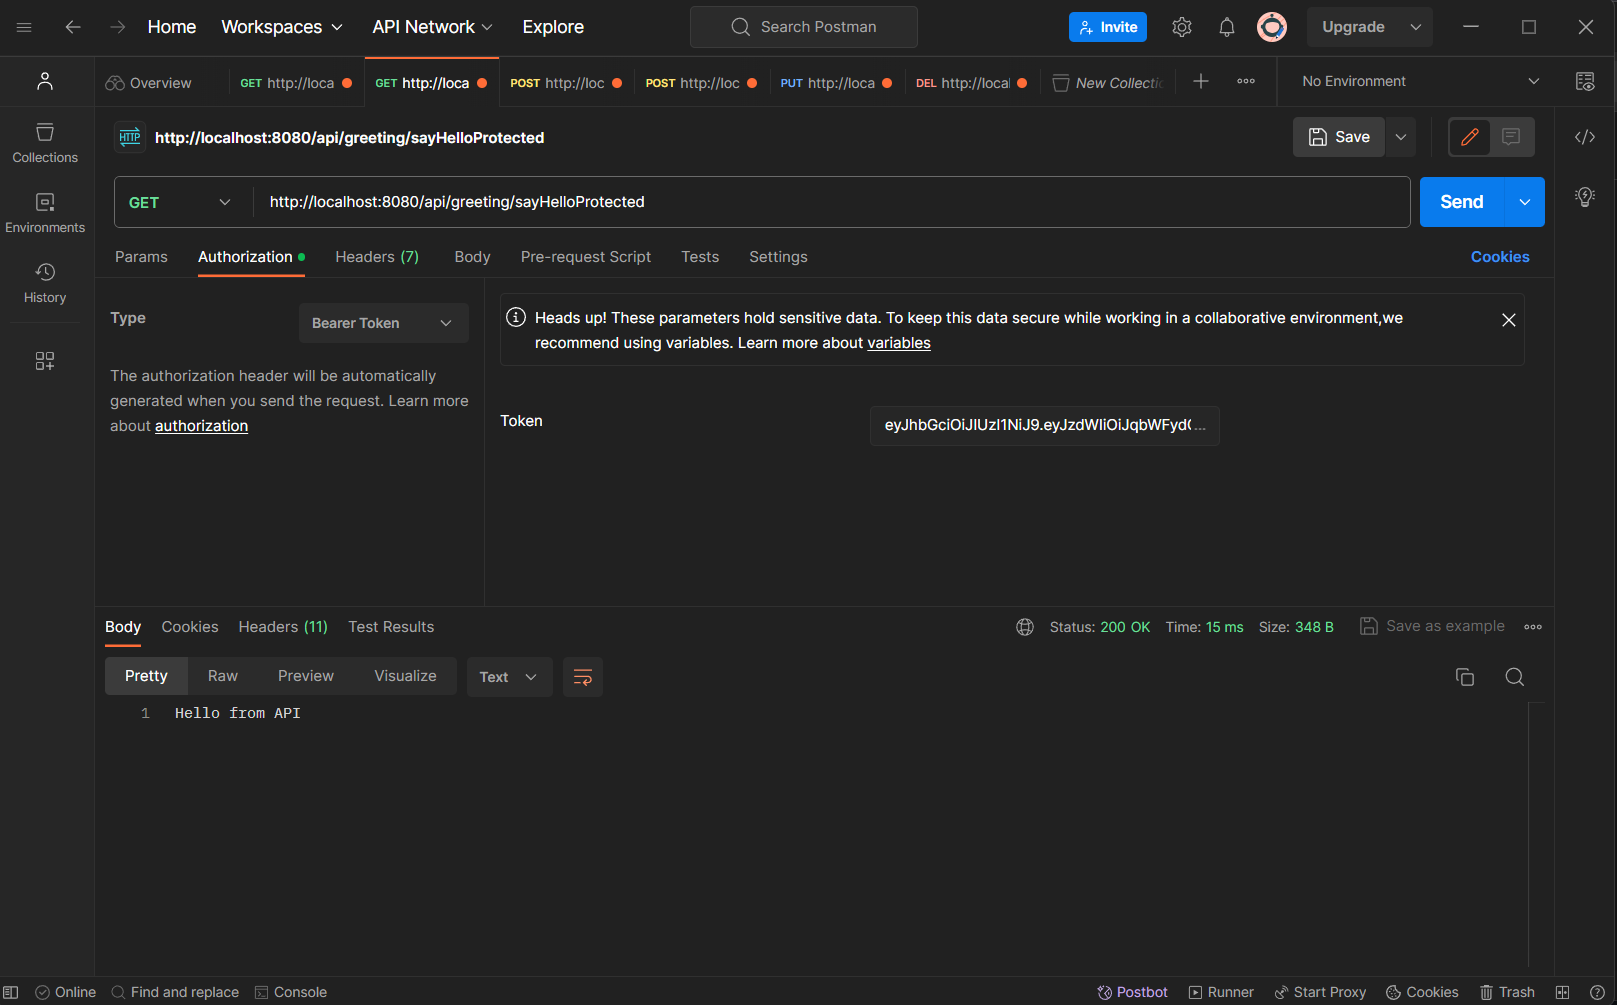 Home Workspaces API Network Explore Search Postman Invite Upgrade
Overview GET http://loca GET http://loca POST http://loc POST http://loc PUT http://loca DEL http://local New Collectic No Environment
HTTP http://localhost:8080/api/greeting/sayHelloProtected Save
Collections
GET http://localhost:8080/api/greeting/sayHelloProtected Send
Environments
Params Authorization Headers (7) Body Pre-request Script Tests Settings Cookies
History
Type Bearer Token
Heads up! These parameters hold sensitive data. To keep this data secure while working in a collaborative environment,we
recommend using variables. Learn more about variables
The authorization header will be automatically
generated when you send the request. Learn more
about authorization
Token eyJhbGciOiJIUzI1NiJ9.eyJzdWIiOiJqbWFydC...
Body Cookies Headers (11) Test Results Status: 200 OK Time: 15 ms Size: 348 B Save as example
Pretty Raw Preview Visualize Text
1 Hello from API
Online Find and replace Console Postbot Runner Start Proxy Cookies Trash